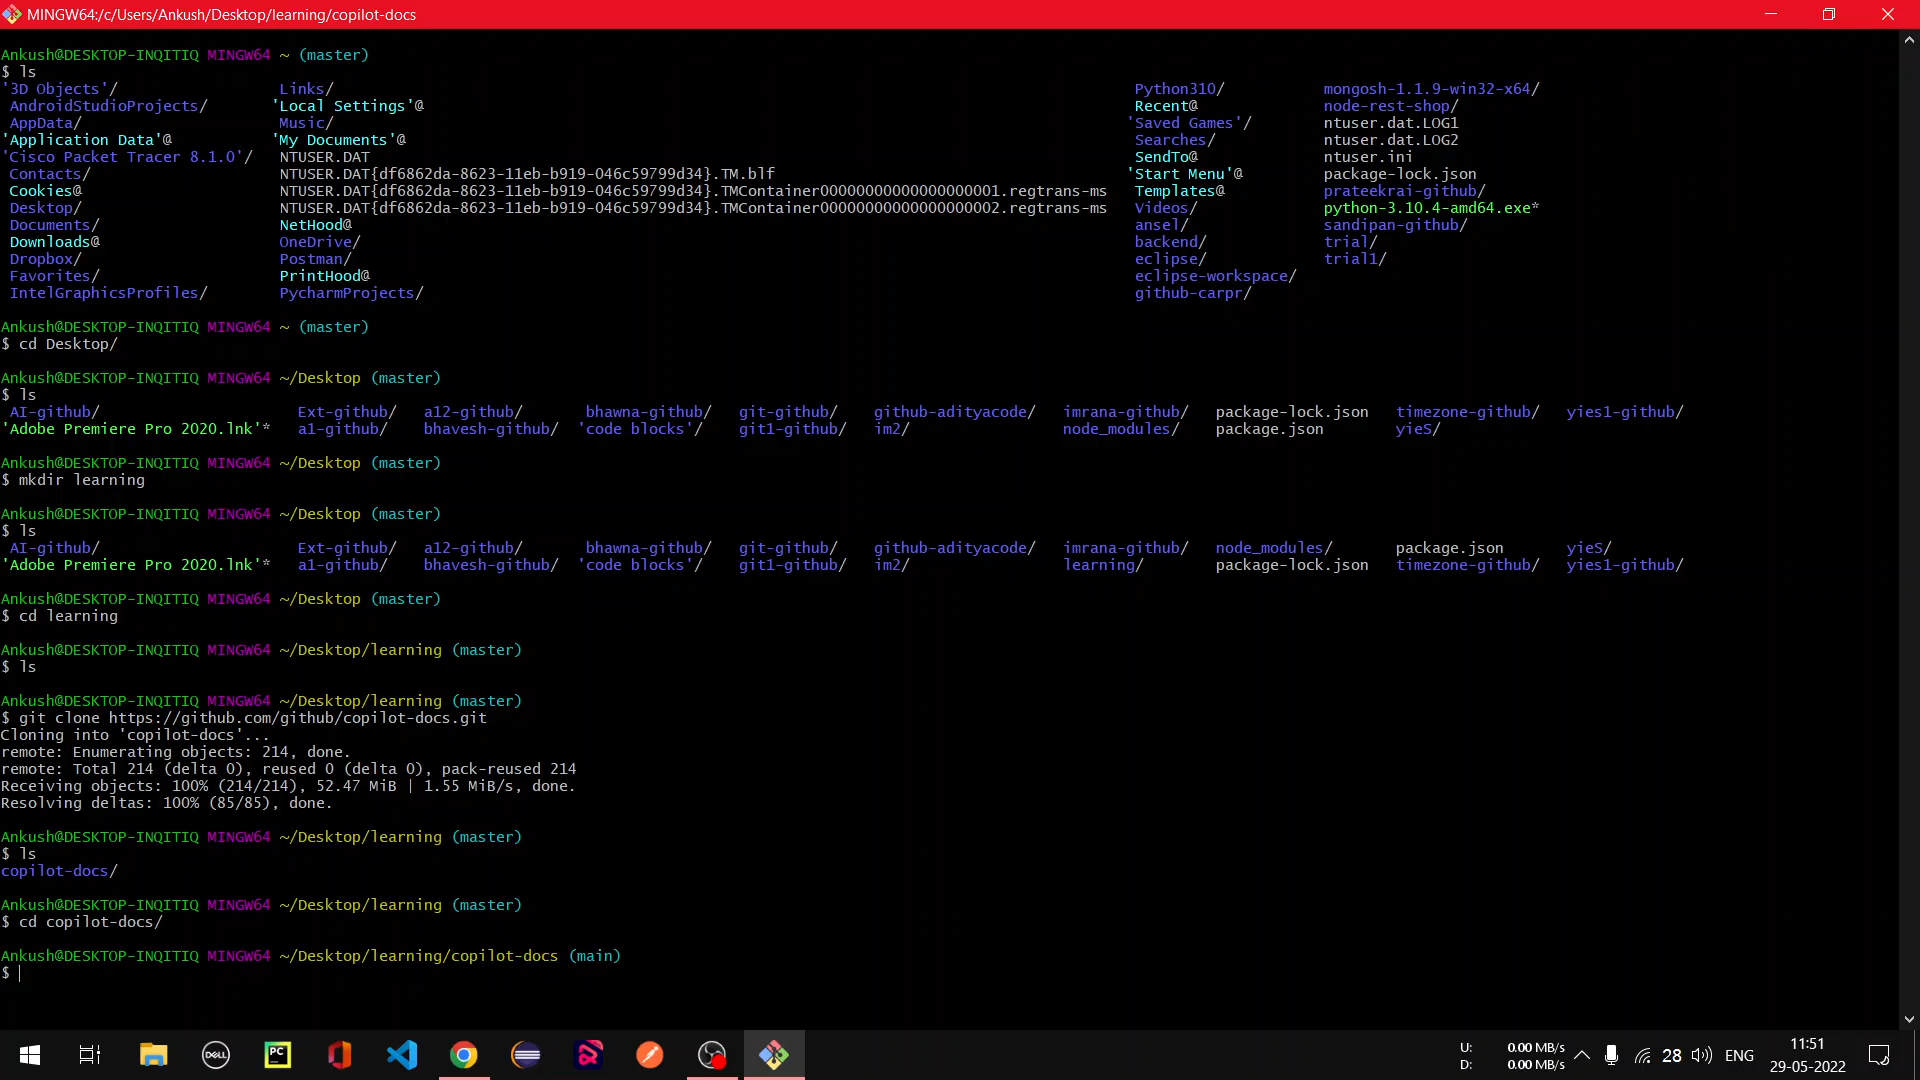 MINGW64:/c/Users/Ankush/Desktop/learning/copilot-docs
Ankush@DESKTOP-INQITIQ MINGW64 ~ (master)
$ ls
'3D Objects'/ Links/ Python310/ mongosh-1.1.9-win32-x64/
AndroidStudioProjects/ 'Local Settings'@ Recent@ node-rest-shop/
AppData/ Music/ 'Saved Games'/ ntuser.dat.LOG1
'Application Data'@ 'My Documents'@ Searches/ ntuser.dat.LOG2
'Cisco Packet Tracer 8.1.0'/ NTUSER.DAT SendTo@ ntuser.ini
Contacts/ NTUSER.DAT{df6862da-8623-11eb-b919-046c59799d34}.TM.blf 'Start Menu'@ package-lock.json
Cookies@ NTUSER.DAT{df6862da-8623-11eb-b919-046c59799d34}.TMContainer00000000000000000001.regtrans-ms Templates@ prateekrai-github/
Desktop/ NTUSER.DAT{df6862da-8623-11eb-b919-046c59799d34}.TMContainer00000000000000000002.regtrans-ms Videos/ python-3.10.4-amd64.exe*
Documents/ NetHood@ ansel/ sandipan-github/
Downloads@ OneDrive/ backend/ trial/
Dropbox/ Postman/ eclipse/ trial1/
Favorites/ PrintHood@ eclipse-workspace/
IntelGraphicsProfiles/ PycharmProjects/ github-carpr/
Ankush@DESKTOP-INQITIQ MINGW64 ~ (master)
$ cd Desktop/
Ankush@DESKTOP-INQITIQ MINGW64 ~/Desktop (master)
$ ls
AI-github/ Ext-github/ a12-github/ bhawna-github/ git-github/ github-adityacode/ imrana-github/ package-lock.json timezone-github/ yies1-github/
'Adobe Premiere Pro 2020.lnk'* a1-github/ bhavesh-github/ 'code blocks'/ git1-github/ im2/ node_modules/ package.json yieS/
Ankush@DESKTOP-INQITIQ MINGW64 ~/Desktop (master)
$ mkdir learning
Ankush@DESKTOP-INQITIQ MINGW64 ~/Desktop (master)
$ ls
AI-github/ Ext-github/ a12-github/ bhawna-github/ git-github/ github-adityacode/ imrana-github/ node_modules/ package.json yieS/
'Adobe Premiere Pro 2020.lnk'* a1-github/ bhavesh-github/ 'code blocks'/ git1-github/ im2/ learning/ package-lock.json timezone-github/ yies1-github/
Ankush@DESKTOP-INQITIQ MINGW64 ~/Desktop (master)
$ cd learning
Ankush@DESKTOP-INQITIQ MINGW64 ~/Desktop/learning (master)
$ ls
Ankush@DESKTOP-INQITIQ MINGW64 ~/Desktop/learning (master)
$ git clone https://github.com/github/copilot-docs.git
Cloning into 'copilot-docs'...
remote: Enumerating objects: 214, done.
remote: Total 214 (delta 0), reused 0 (delta 0), pack-reused 214
Receiving objects: 100% (214/214), 52.47 MiB | 1.55 MiB/s, done.
Resolving deltas: 100% (85/85), done.
Ankush@DESKTOP-INQITIQ MINGW64 ~/Desktop/learning (master)
$ ls
copilot-docs/
Ankush@DESKTOP-INQITIQ MINGW64 ~/Desktop/learning (master)
$ cd copilot-docs/
Ankush@DESKTOP-INQITIQ MINGW64 ~/Desktop/learning/copilot-docs (main)
$
DELL
PC
U: 0.00 MB/s
D: 0.00 MB/s
28
ENG
11:51
29-05-2022